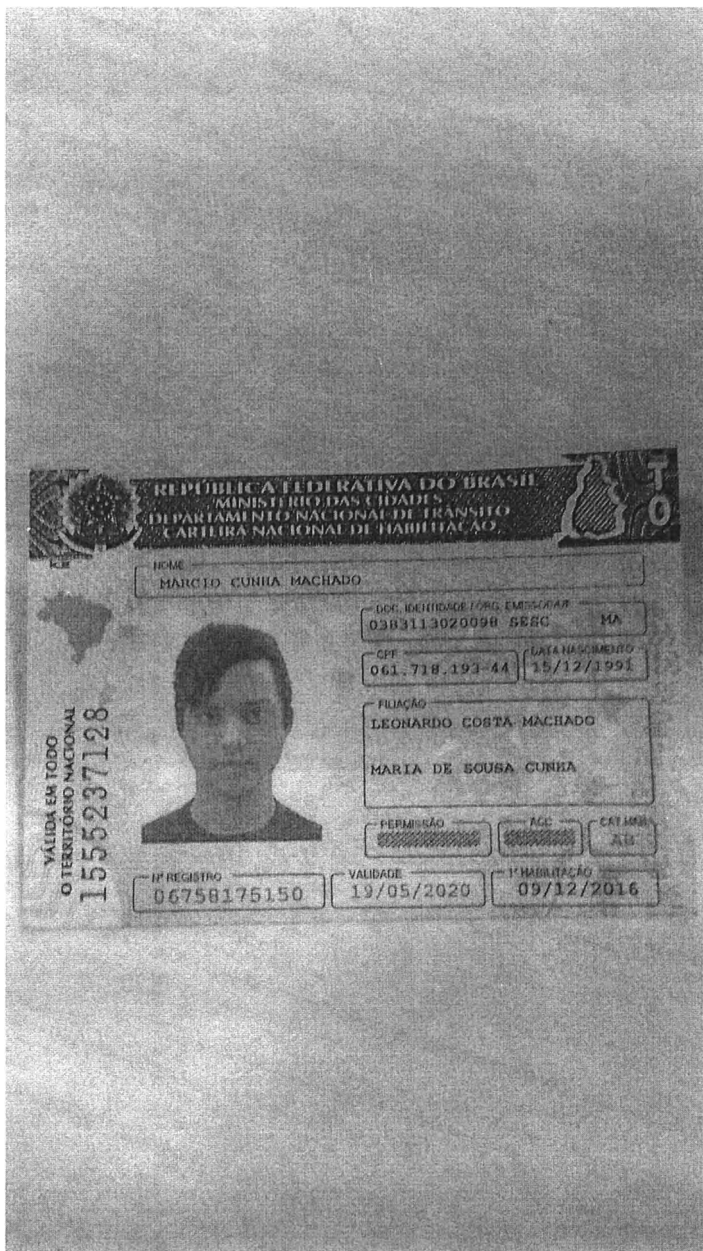 REPÚBLICA FEDERATIVA DO BRASIL
MINISTÉRIO DAS CIDADES
DEPARTAMENTO NACIONAL DE TRÂNSITO
CARTEIRA NACIONAL DE HABILITAÇÃO
TO
NOME
MARCIO CUNHA MACHADO
DOC. IDENTIDADE / ORG. EMISSOR/UF
0383113020098 SESC MA
CPF DATA NASCIMENTO
061.718.193-44 15/12/1991
FILIAÇÃO
LEONARDO COSTA MACHADO
MARIA DE SOUSA CUNHA
PERMISSÃO ACC CAT.HAB.
AB
Nº REGISTRO VALIDADE 1ª HABILITAÇÃO
06758175150 19/05/2020 09/12/2016
VÁLIDA EM TODO
O TERRITÓRIO NACIONAL
1555237128